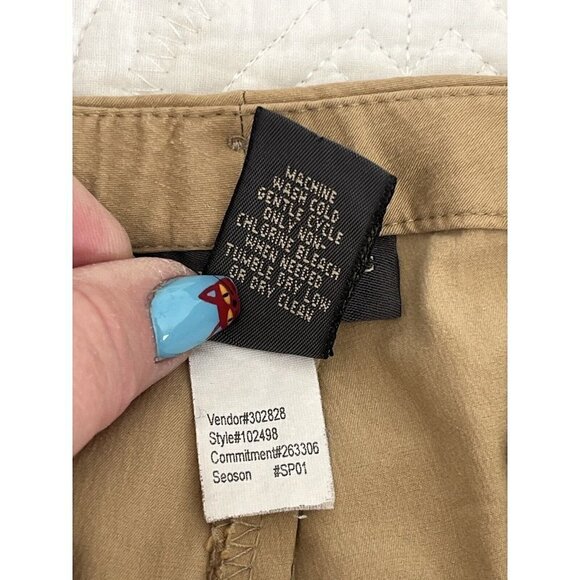 MACHINE
WASH COLD
GENTLE CYCLE
ONLY NON-
CHLORINE BLEACH
WHEN NEEDED
TUMBLE DRY LOW
OR DRY CLEAN
Vendor#302828
Style#102498
Commitment#263306
Seoson #SP01